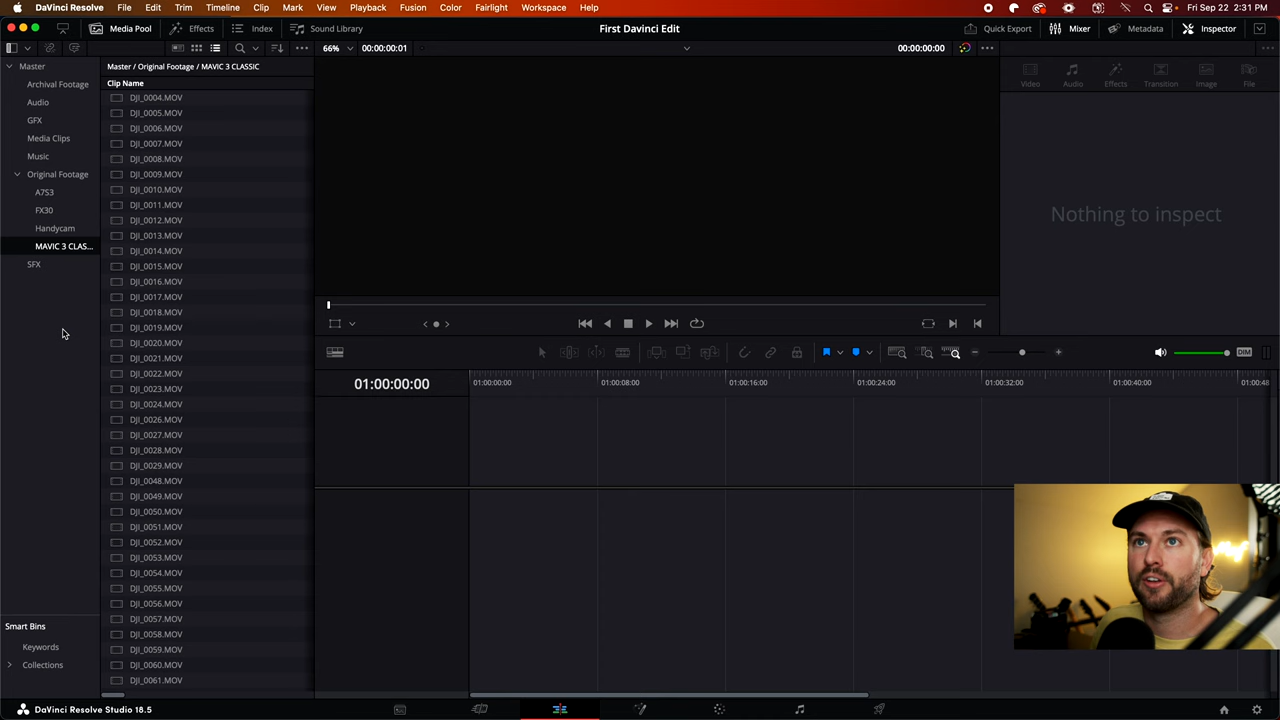 DaVinci Resolve File Edit Trim Timeline Clip Mark View Playback Fusion Color Fairlight Workspace Help Fri Sep 22 2:31 PM
Media Pool Effects Index Sound Library First Davinci Edit Quick Export Mixer Metadata Inspector
66% 00:00:00:01 00:00:00:00
Master
Archival Footage
Audio
GFX
Media Clips
Music
Original Footage
A7S3
FX30
Handycam
MAVIC 3 CLAS...
SFX
Smart Bins
Keywords
Collections
Master / Original Footage / MAVIC 3 CLASSIC
Clip Name
DJI_0004.MOV
DJI_0005.MOV
DJI_0006.MOV
DJI_0007.MOV
DJI_0008.MOV
DJI_0009.MOV
DJI_0010.MOV
DJI_0011.MOV
DJI_0012.MOV
DJI_0013.MOV
DJI_0014.MOV
DJI_0015.MOV
DJI_0016.MOV
DJI_0017.MOV
DJI_0018.MOV
DJI_0019.MOV
DJI_0020.MOV
DJI_0021.MOV
DJI_0022.MOV
DJI_0023.MOV
DJI_0024.MOV
DJI_0026.MOV
DJI_0027.MOV
DJI_0028.MOV
DJI_0029.MOV
DJI_0048.MOV
DJI_0049.MOV
DJI_0050.MOV
DJI_0051.MOV
DJI_0052.MOV
DJI_0053.MOV
DJI_0054.MOV
DJI_0055.MOV
DJI_0056.MOV
DJI_0057.MOV
DJI_0058.MOV
DJI_0059.MOV
DJI_0060.MOV
DJI_0061.MOV
Video Audio Effects Transition Image File
Nothing to inspect
DIM
01:00:00:00
01:00:00:00 01:00:08:00 01:00:16:00 01:00:24:00 01:00:32:00 01:00:40:00 01:00:48
DaVinci Resolve Studio 18.5